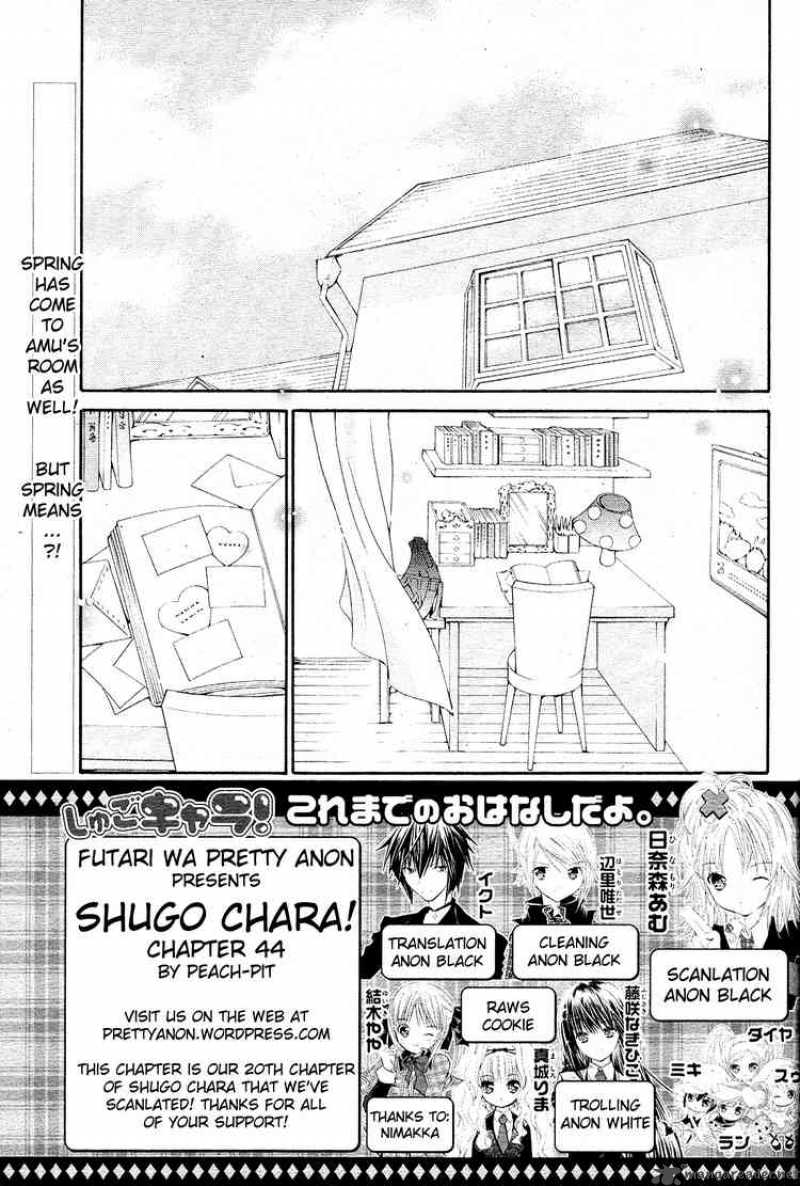 SPRING
HAS
COME
TO
AMU'S
ROOM
AS
WELL!
BUT
SPRING
MEANS
...
?!
しゅごキャラ!
これまでのおはなしだよ。
FUTARI WA PRETTY ANON
PRESENTS
SHUGO CHARA!
CHAPTER 44
BY PEACH-PIT
VISIT US ON THE WEB AT
PRETTYANON.WORDPRESS.COM
THIS CHAPTER IS OUR 20TH CHAPTER
OF SHUGO CHARA THAT WE'VE
SCANLATED! THANKS FOR ALL
OF YOUR SUPPORT!
イクト
TRANSLATION
ANON BLACK
辺里唯世
CLEANING
ANON BLACK
日奈森あむ
SCANLATION
ANON BLACK
結木やや
THANKS TO:
NIMAKKA
RAWS
COOKIE
真城りま
藤咲なぎひこ
TROLLING
ANON WHITE
ダイヤ
ミキ
スゥ
ラン
mangareader.net